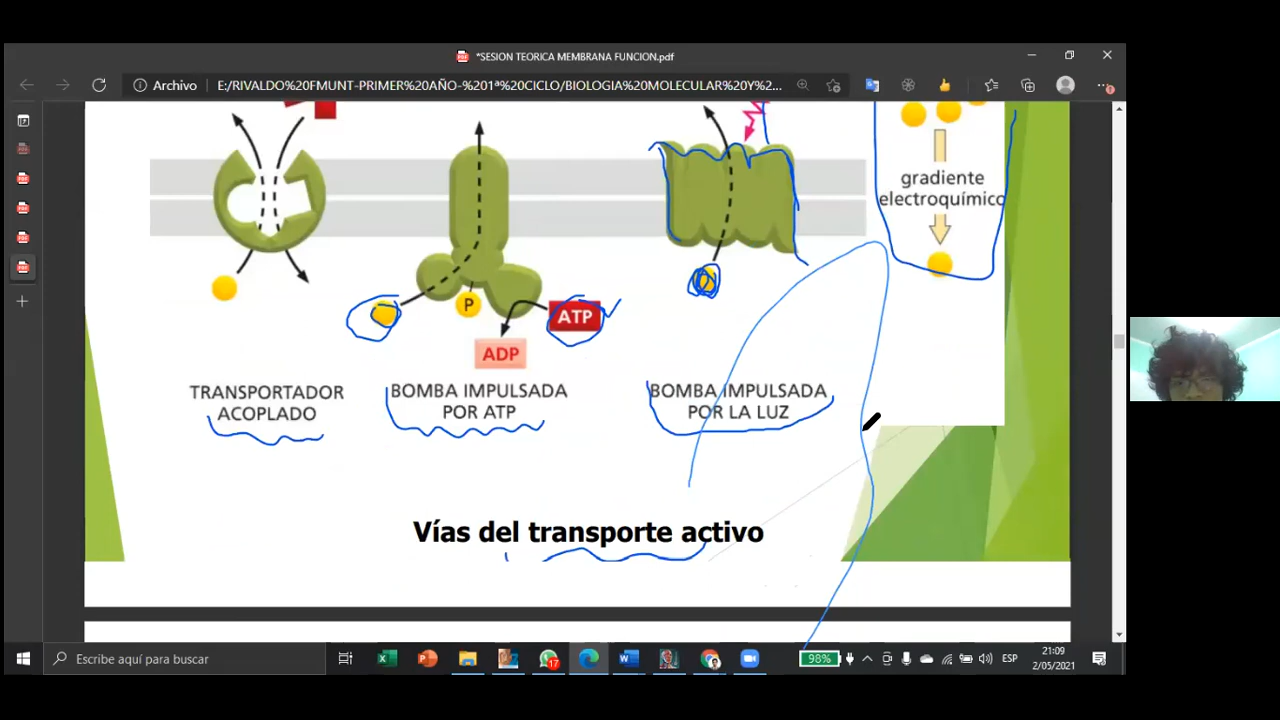 *SESION TEORICA MEMBRANA FUNCION.pdf
Archivo
E:/RIVALDO%20FMUNT-PRIMER%20AÑO-%201ª%20CICLO/BIOLOGIA%20MOLECULAR%20Y%2...
gradiente
electroquímico
P
ATP
ADP
TRANSPORTADOR
ACOPLADO
BOMBA IMPULSADA
POR ATP
BOMBA IMPULSADA
POR LA LUZ
Vías del transporte activo
Escribe aquí para buscar
17
98%
ESP
21:09
2/05/2021